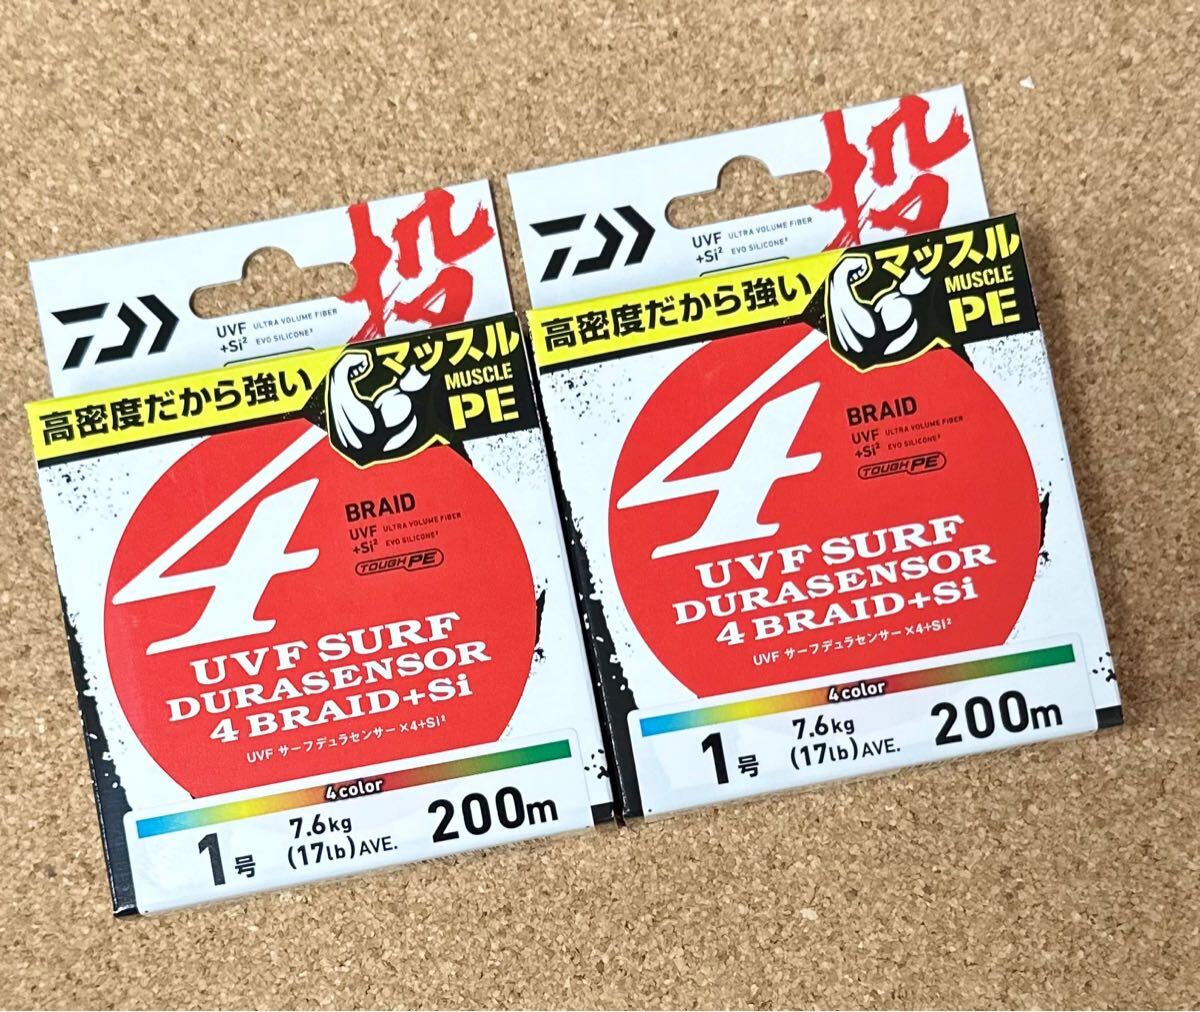 投
UVF ULTRA VOLUME FIBER
+Si² EVO SILICONE²
高密度だから強い
マッスル
MUSCLE
PE
4
BRAID
UVF ULTRA VOLUME FIBER
+Si² EVO SILICONE²
TOUGH PE
UVF SURF
DURASENSOR
4 BRAID+Si
UVF サーフデュラセンサー ×4+Si²
4color
1号
7.6kg
(17lb)AVE.
200m
投
UVF ULTRA VOLUME FIBER
+Si² EVO SILICONE²
高密度だから強い
マッスル
MUSCLE
PE
4
BRAID
UVF ULTRA VOLUME FIBER
+Si² EVO SILICONE²
TOUGH PE
UVF SURF
DURASENSOR
4 BRAID+Si
UVF サーフデュラセンサー ×4+Si²
4color
1号
7.6kg
(17lb)AVE.
200m